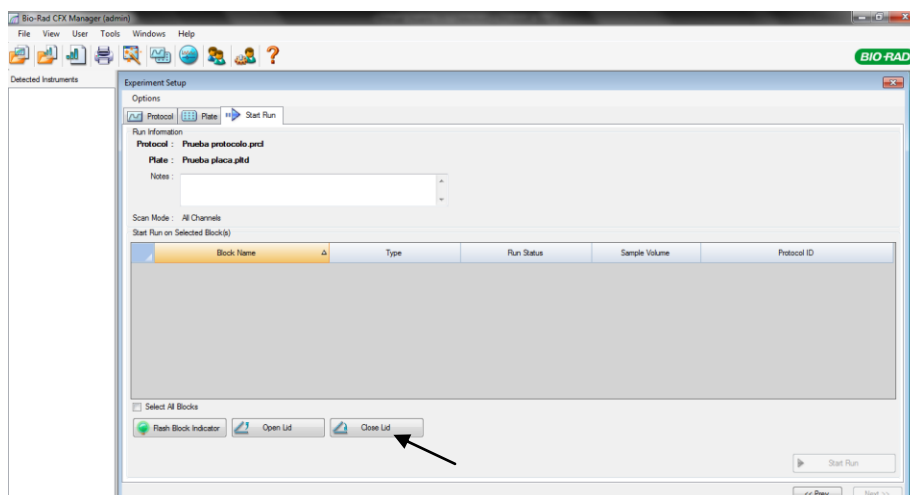 Bio-Rad CFX Manager (admin)
File View User Tools Windows Help
?
BIO-RAD
Detected Instruments
Experiment Setup
Options
Protocol Plate Start Run
Run Information
Protocol : Prueba protocolo.prcl
Plate : Prueba placa.pltd
Notes :
Scan Mode : All Channels
Start Run on Selected Block(s)
Block Name Type Run Status Sample Volume Protocol ID
Select All Blocks
Flash Block Indicator Open Lid Close Lid
Start Run
<< Prev Next >>